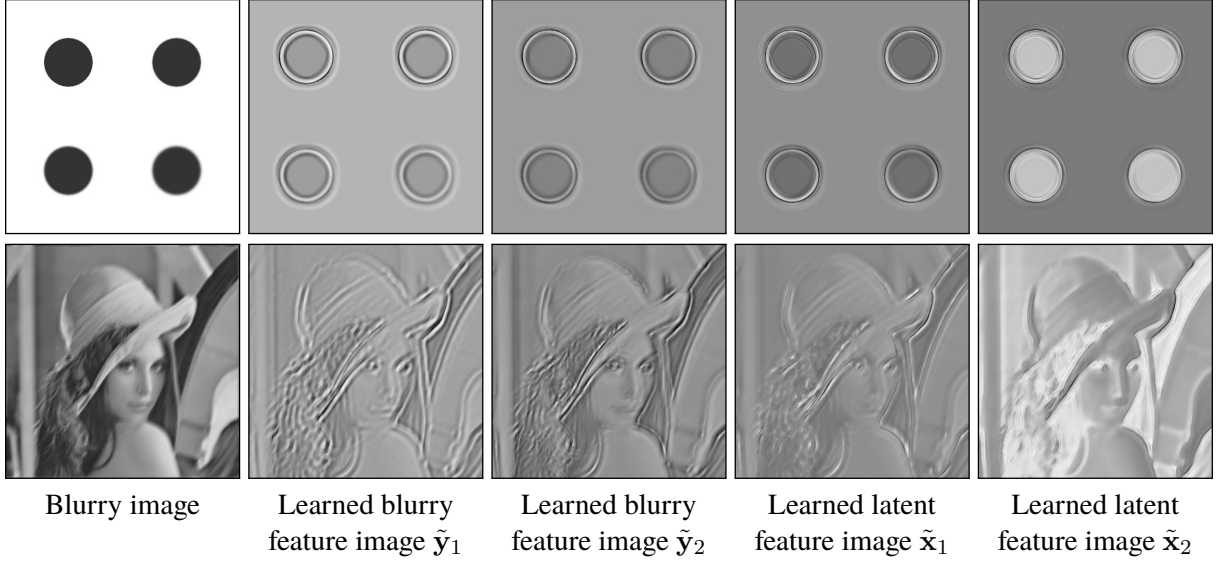 Blurry image
Learned blurry
feature image ỹ₁
Learned blurry
feature image ỹ₂
Learned latent
feature image x̃₁
Learned latent
feature image x̃₂